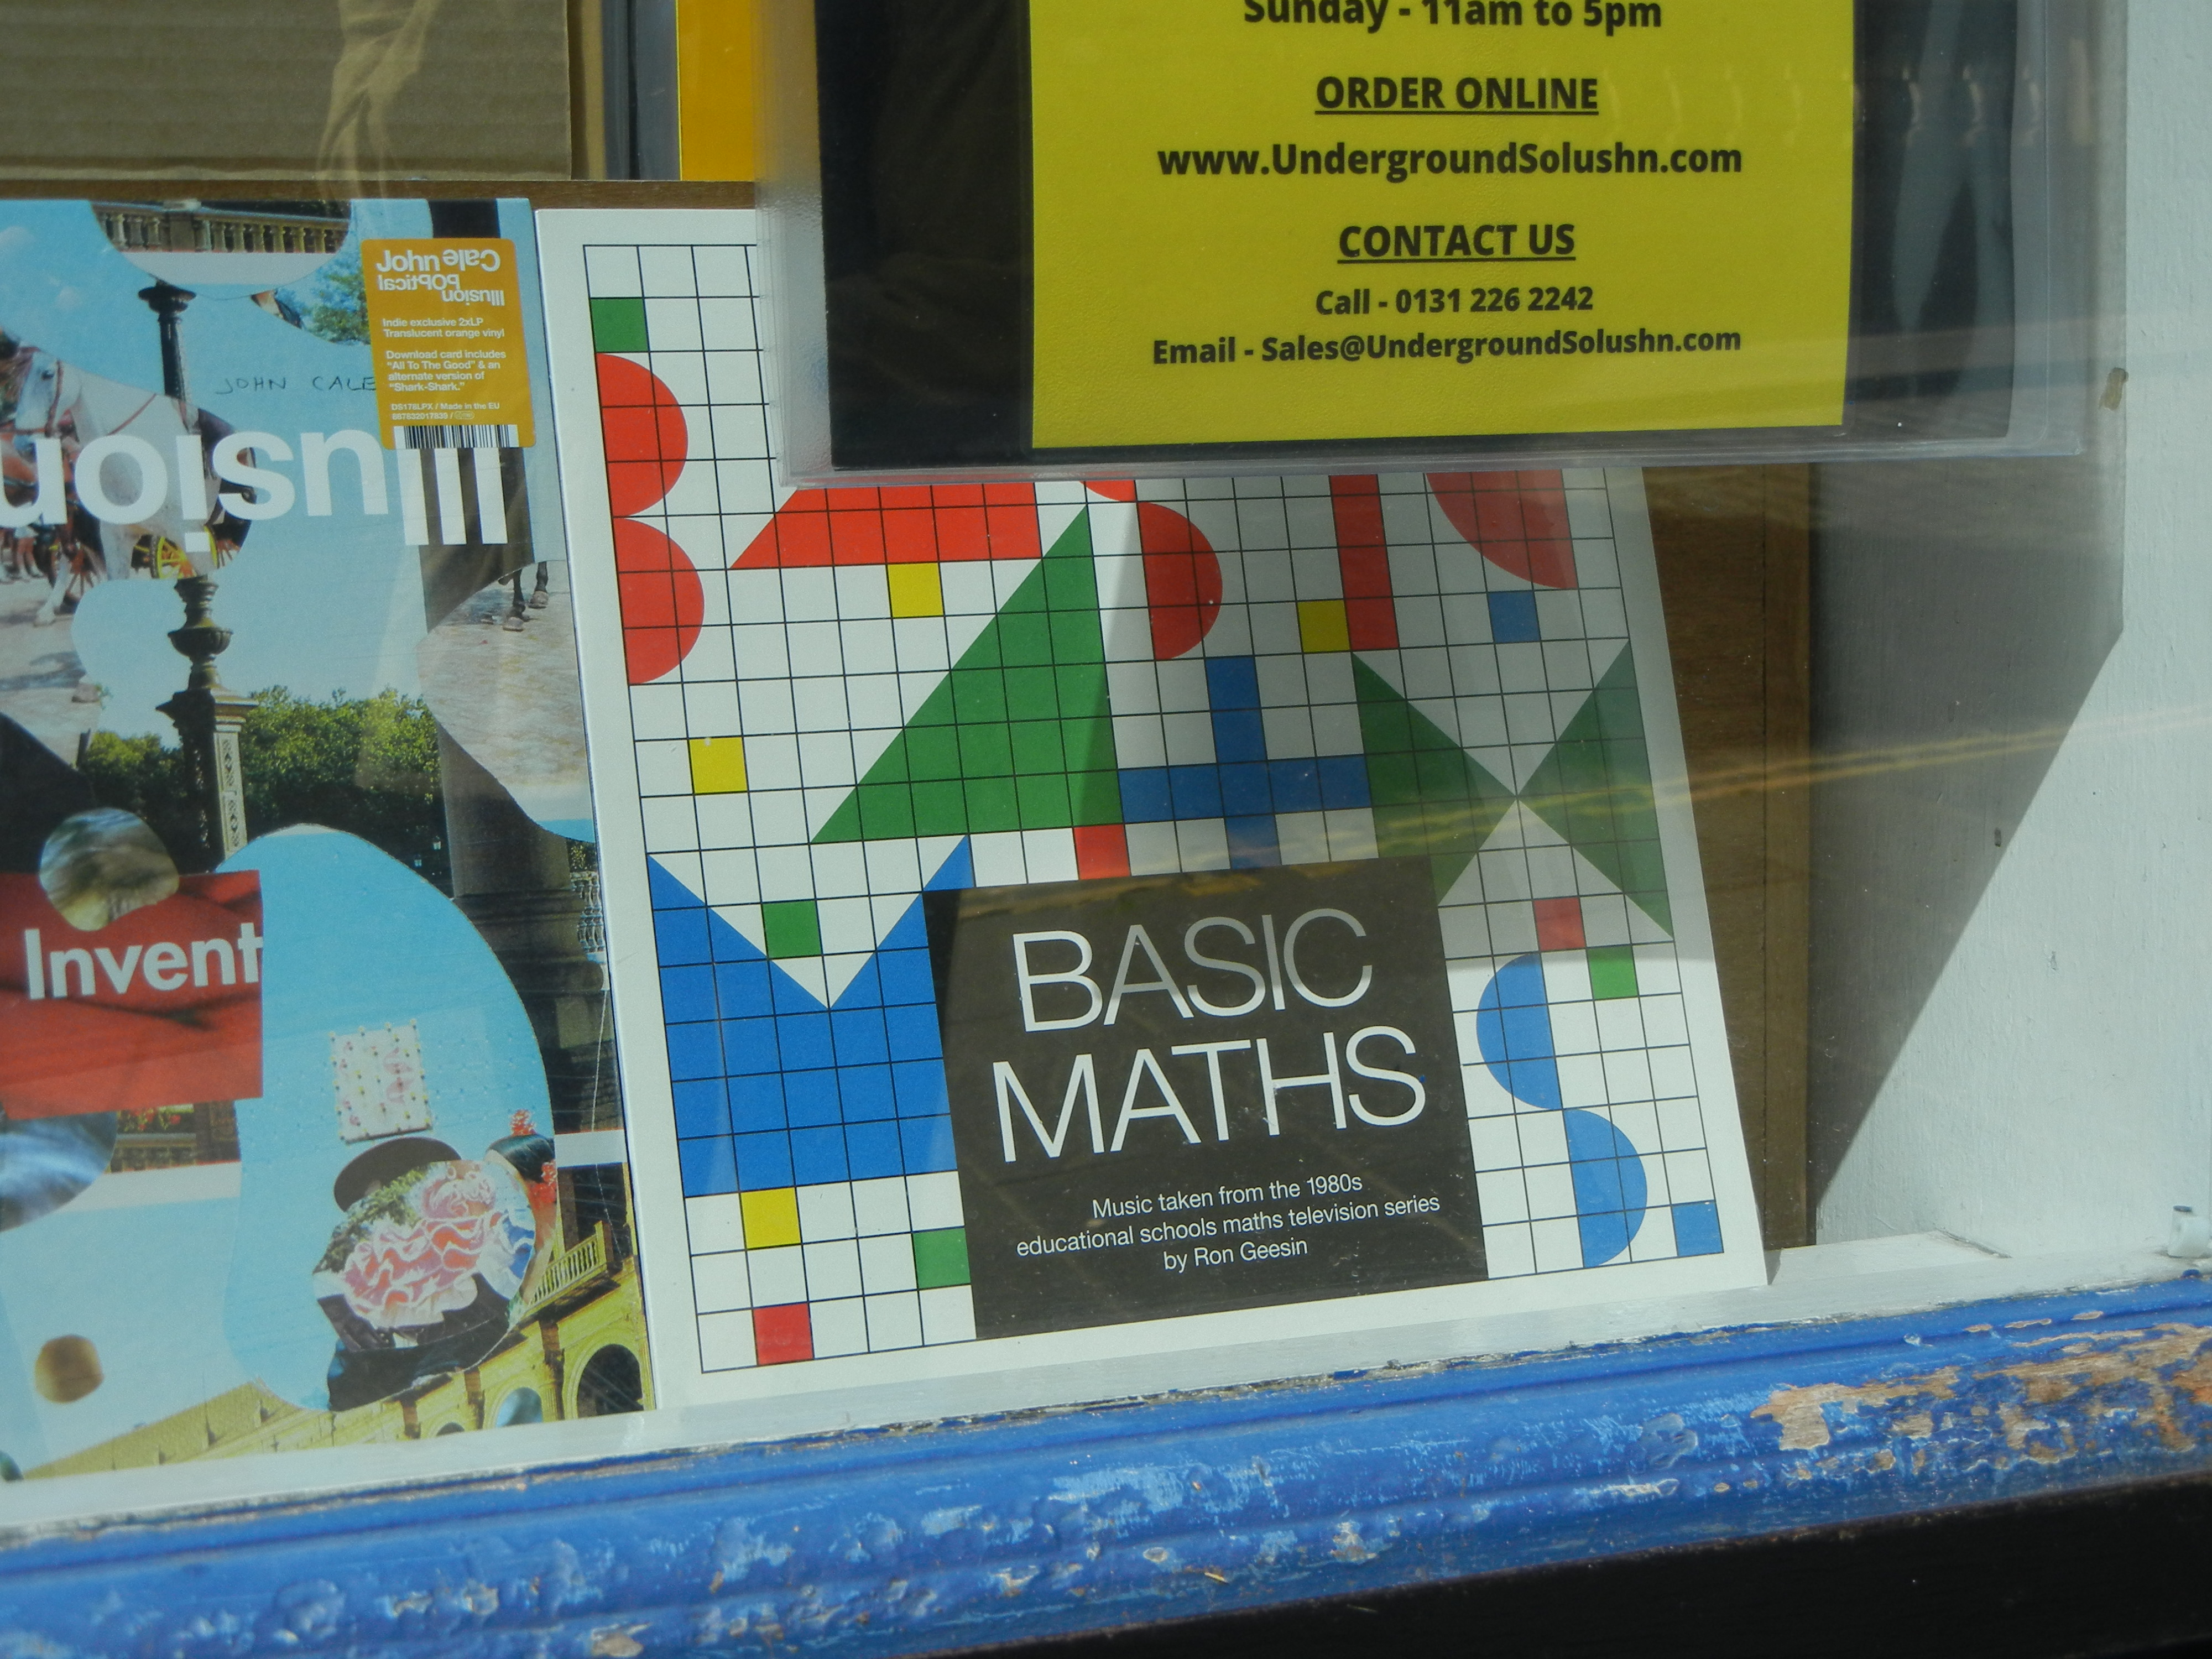 Sunday - 11am to 5pm
ORDER ONLINE
www.UndergroundSolushn.com
CONTACT US
Call - 0131 226 2242
Email - Sales@UndergroundSolushn.com
John Cale
POptical
Illusion
Indie exclusive 2xLP
Translucent orange vinyl
Download card includes
"All To The Good" & an
alternate version of
"Shark-Shark."
DS178LPX / Made in the EU
JOHN CALE
Illusion
Invent
BASIC
MATHS
Music taken from the 1980s
educational schools maths television series
by Ron Geesin